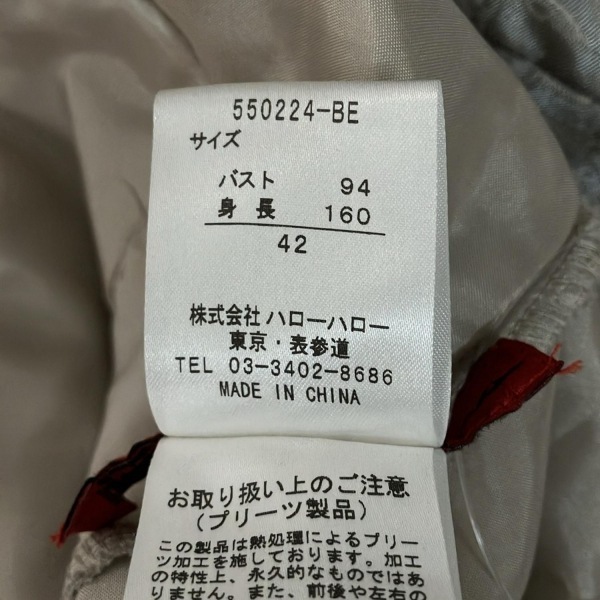 550224-BE
サイズ
バスト 94
身長 160
42
株式会社 ハローハロー
東京・表参道
TEL 03-3402-8686
MADE IN CHINA
お取り扱い上のご注意
(プリーツ製品)
この製品は熱処理によるプリー
ツ加工を施しております。加工
の特性上、永久的なものではあ
りません。また、前後や左右の